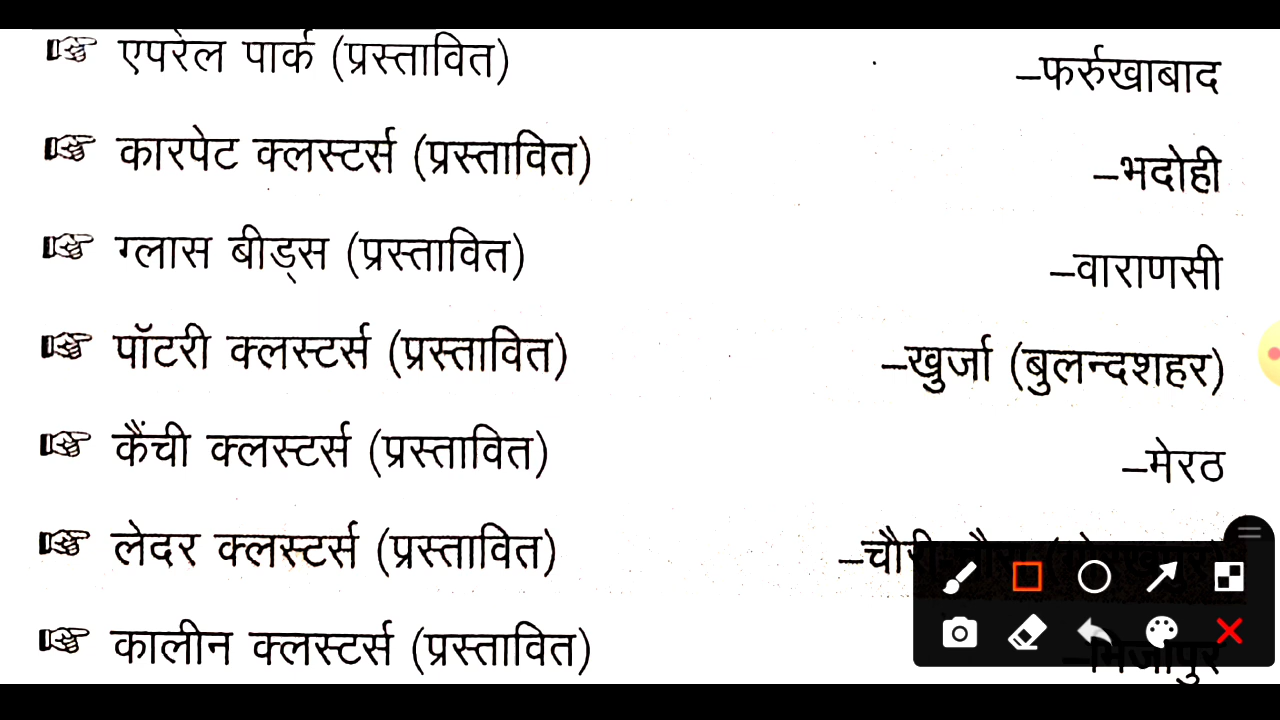 ☞ एपरेल पार्क (प्रस्तावित) –फर्रुखाबाद
☞ कारपेट क्लस्टर्स (प्रस्तावित) –भदोही
☞ ग्लास बीड्स (प्रस्तावित) –वाराणसी
☞ पॉटरी क्लस्टर्स (प्रस्तावित) –खुर्जा (बुलन्दशहर)
☞ कैंची क्लस्टर्स (प्रस्तावित) –मेरठ
☞ लेदर क्लस्टर्स (प्रस्तावित) –चौरी
☞ कालीन क्लस्टर्स (प्रस्तावित) –मिर्जापुर